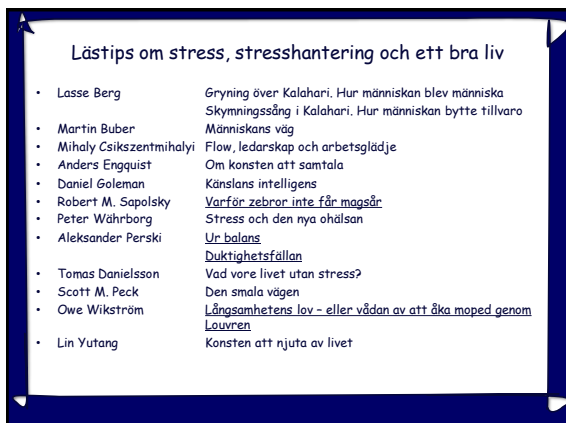 Lästips om stress, stresshantering och ett bra liv
• Lasse Berg Gryning över Kalahari. Hur människan blev människa
Skymningssång i Kalahari. Hur människan bytte tillvaro
• Martin Buber Människans väg
• Mihaly Csikszentmihalyi Flow, ledarskap och arbetsglädje
• Anders Engquist Om konsten att samtala
• Daniel Goleman Känslans intelligens
• Robert M. Sapolsky Varför zebror inte får magsår
• Peter Währborg Stress och den nya ohälsan
• Aleksander Perski Ur balans
Duktighetsfällan
• Tomas Danielsson Vad vore livet utan stress?
• Scott M. Peck Den smala vägen
• Owe Wikström Långsamhetens lov – eller vådan av att åka moped genom
Louvren
• Lin Yutang Konsten att njuta av livet